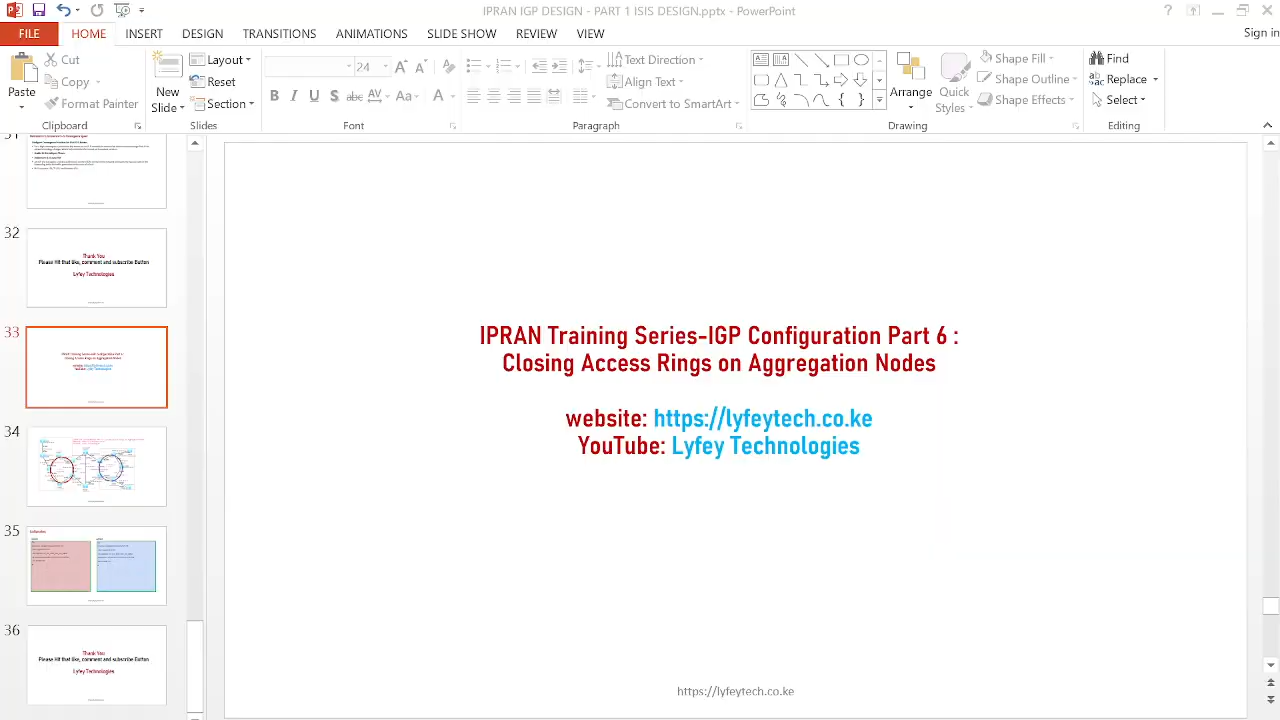 IPRAN IGP DESIGN - PART 1 ISIS DESIGN.pptx - PowerPoint
FILE HOME INSERT DESIGN TRANSITIONS ANIMATIONS SLIDE SHOW REVIEW VIEW Sign in
Paste
Cut
Copy
Format Painter
Clipboard
New
Slide
Layout
Reset
Section
Slides
24
B I U S abc AV Aa A
Font
Text Direction
Align Text
Convert to SmartArt
Paragraph
Arrange
Quick
Styles
Shape Fill
Shape Outline
Shape Effects
Drawing
Find
Replace
Select
Editing
32
Thank You
Please Hit that like, comment and subscribe Button
Lyfey Technologies
33
34
35
36
Thank You
Please Hit that like, comment and subscribe Button
Lyfey Technologies
IPRAN Training Series-IGP Configuration Part 6 :
Closing Access Rings on Aggregation Nodes
website: https://lyfeytech.co.ke
YouTube: Lyfey Technologies
https://lyfeytech.co.ke